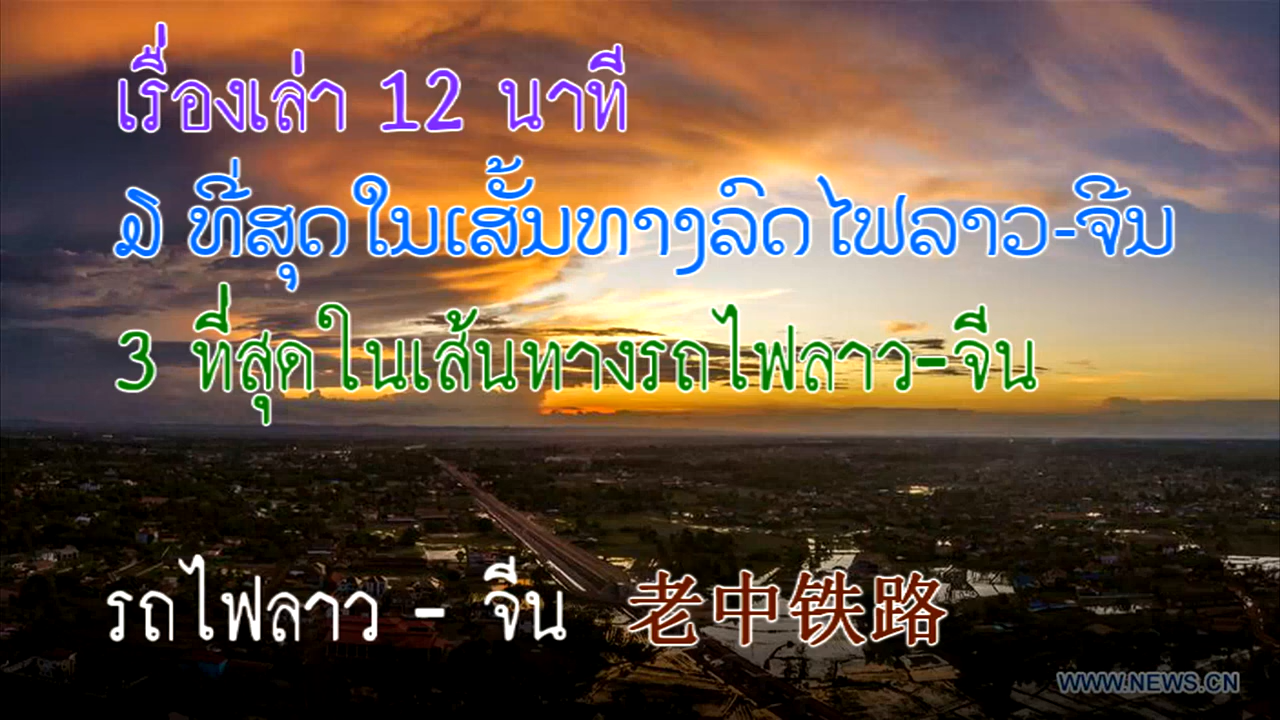 เรื่องเล่า 12 นาที
໓ ທີ່ສຸດໃນເສັ້ນທາງລົດໄຟລາວ-ຈີນ
3 ที่สุดในเส้นทางรถไฟลาว-จีน
รถไฟลาว - จีน 老中铁路
WWW.NEWS.CN